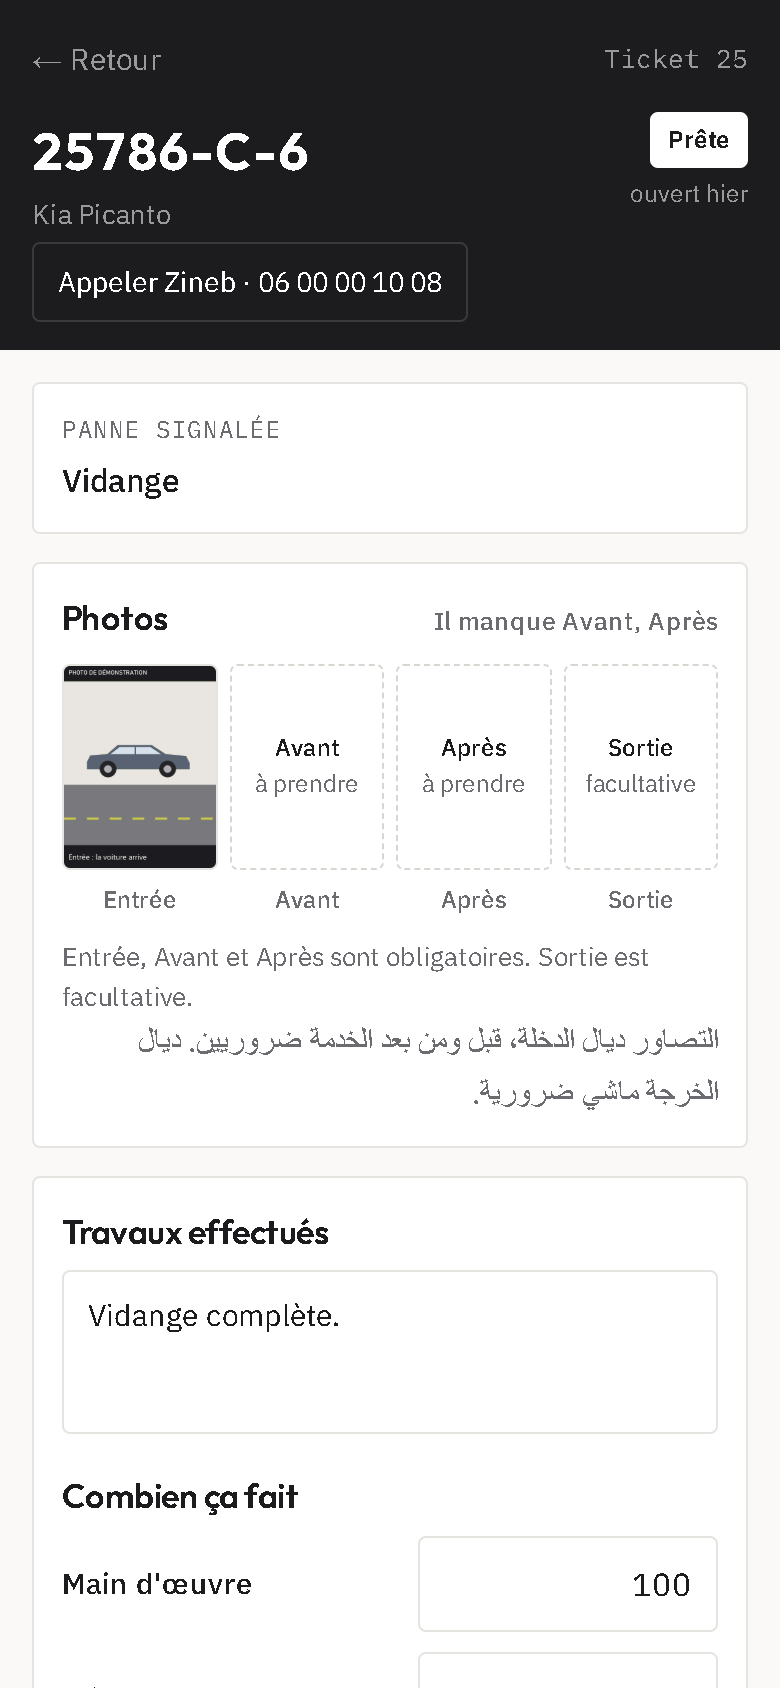 ← Retour
Ticket 25
25786-C-6
Prête
ouvert hier
Kia Picanto
Appeler Zineb · 06 00 00 10 08
PANNE SIGNALÉE
Vidange
Photos
Il manque Avant, Après
PHOTO DE DÉMONSTRATION
Entrée : la voiture arrive
Avant
à prendre
Après
à prendre
Sortie
facultative
Entrée
Avant
Après
Sortie
Entrée, Avant et Après sont obligatoires. Sortie est
facultative.
التصاور ديال الدخلة، قبل ومن بعد الخدمة ضروريين. ديال
الخرجة ماشي ضرورية.
Travaux effectués
Vidange complète.
Combien ça fait
Main d'œuvre
100